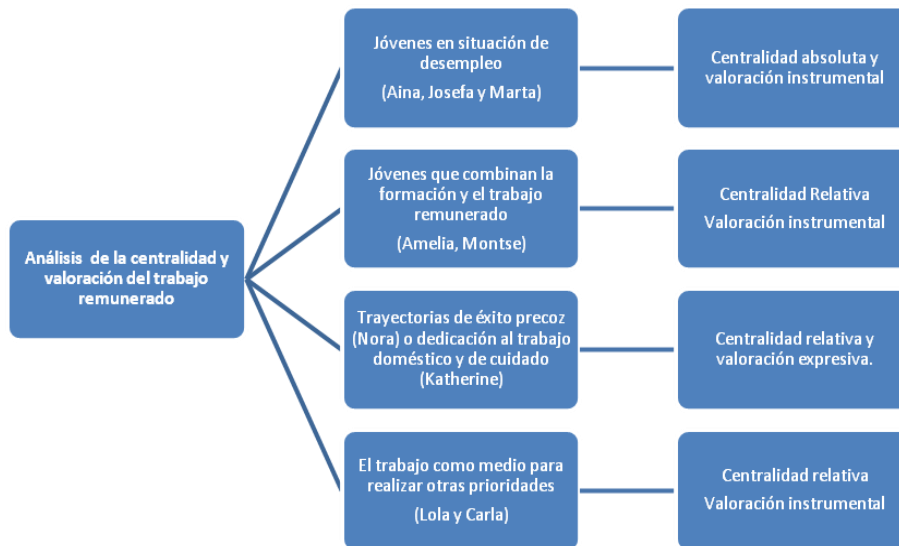 Jóvenes en situación de
desempleo
(Aina, Josefa y Marta)
Centralidad absoluta y
valoración instrumental
Jóvenes que combinan la
formación y el trabajo
remunerado
(Amelia, Montse)
Centralidad Relativa
Valoración instrumental
Análisis de la centralidad y
valoración del trabajo
remunerado
Trayectorias de éxito precoz
(Nora) o dedicación al trabajo
doméstico y de cuidado
(Katherine)
Centralidad relativa y
valoración expresiva.
El trabajo como medio para
realizar otras prioridades
(Lola y Carla)
Centralidad relativa
Valoración instrumental